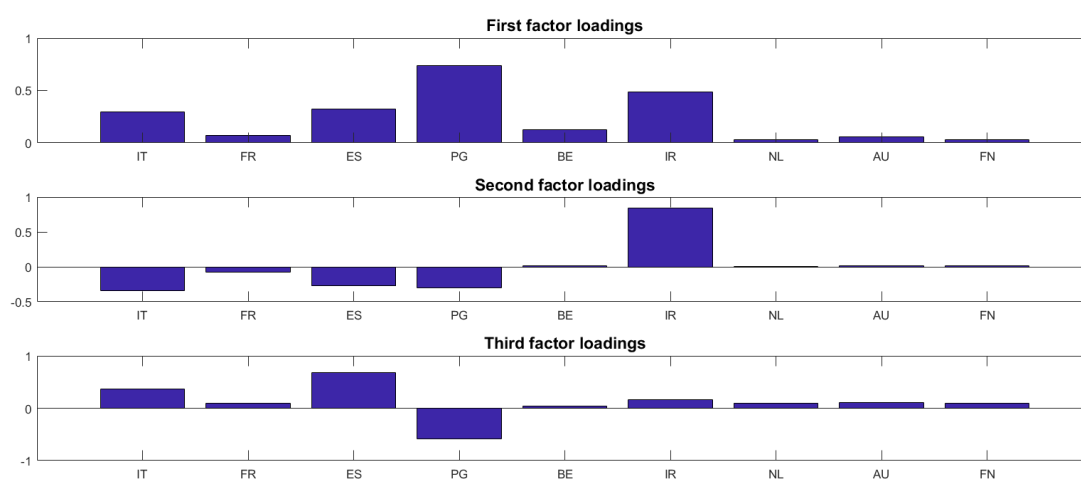 First factor loadings
1
0.5
0
IT FR ES PG BE IR NL AU FN
Second factor loadings
1
0.5
0
-0.5
IT FR ES PG BE IR NL AU FN
Third factor loadings
1
0
-1
IT FR ES PG BE IR NL AU FN